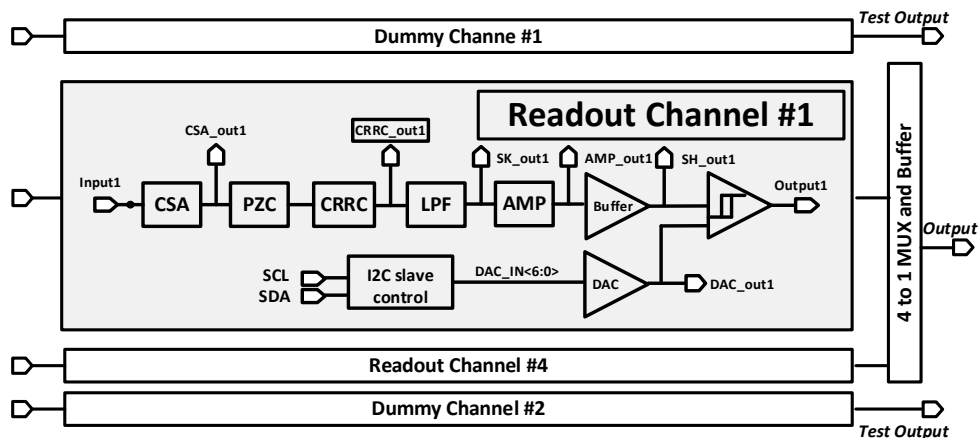 Test Output
Dummy Channe #1
Readout Channel #1
CSA_out1
CRRC_out1
SK_out1
AMP_out1
SH_out1
Input1
CSA
PZC
CRRC
LPF
AMP
Buffer
Output1
4 to 1 MUX and Buffer
Output
SCL
SDA
I2C slave
control
DAC_IN<6:0>
DAC
DAC_out1
Readout Channel #4
Dummy Channel #2
Test Output